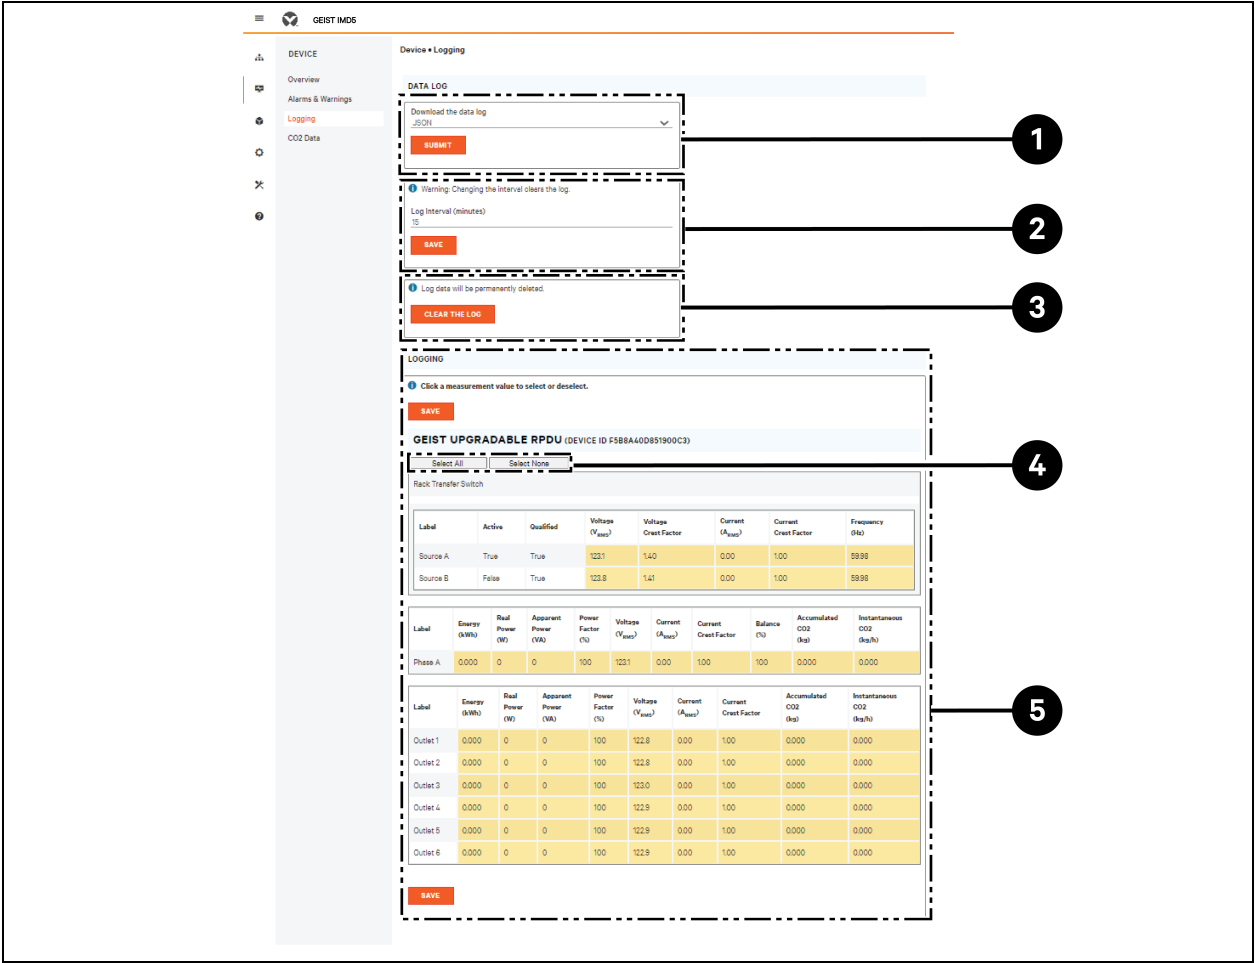 GEIST IMD5
DEVICE
Overview
Alarms & Warnings
Logging
CO2 Data
Device • Logging
DATA LOG
Download the data log
JSON
SUBMIT
1
Warning: Changing the interval clears the log.
Log Interval (minutes)
15
SAVE
2
Log data will be permanently deleted.
CLEAR THE LOG
3
LOGGING
Click a measurement value to select or deselect.
SAVE
GEIST UPGRADABLE RPDU (DEVICE ID F5B8A40D851900C3)
Select All Select None
4
Rack Transfer Switch
Label Active Qualified Voltage (VRMS) Voltage Crest Factor Current (ARMS) Current Crest Factor Frequency (Hz)
Source A True True 123.1 1.40 0.00 1.00 59.98
Source B False True 123.8 1.41 0.00 1.00 59.98
Label Energy (kWh) Real Power (W) Apparent Power (VA) Power Factor (%) Voltage (VRMS) Current (ARMS) Current Crest Factor Balance (%) Accumulated CO2 (kg) Instantaneous CO2 (kg/h)
Phase A 0.000 0 0 100 123.1 0.00 1.00 100 0.000 0.000
Label Energy (kWh) Real Power (W) Apparent Power (VA) Power Factor (%) Voltage (VRMS) Current (ARMS) Current Crest Factor Accumulated CO2 (kg) Instantaneous CO2 (kg/h)
5
Outlet 1 0.000 0 0 100 122.8 0.00 1.00 0.000 0.000
Outlet 2 0.000 0 0 100 122.8 0.00 1.00 0.000 0.000
Outlet 3 0.000 0 0 100 123.0 0.00 1.00 0.000 0.000
Outlet 4 0.000 0 0 100 122.9 0.00 1.00 0.000 0.000
Outlet 5 0.000 0 0 100 122.9 0.00 1.00 0.000 0.000
Outlet 6 0.000 0 0 100 122.9 0.00 1.00 0.000 0.000
SAVE